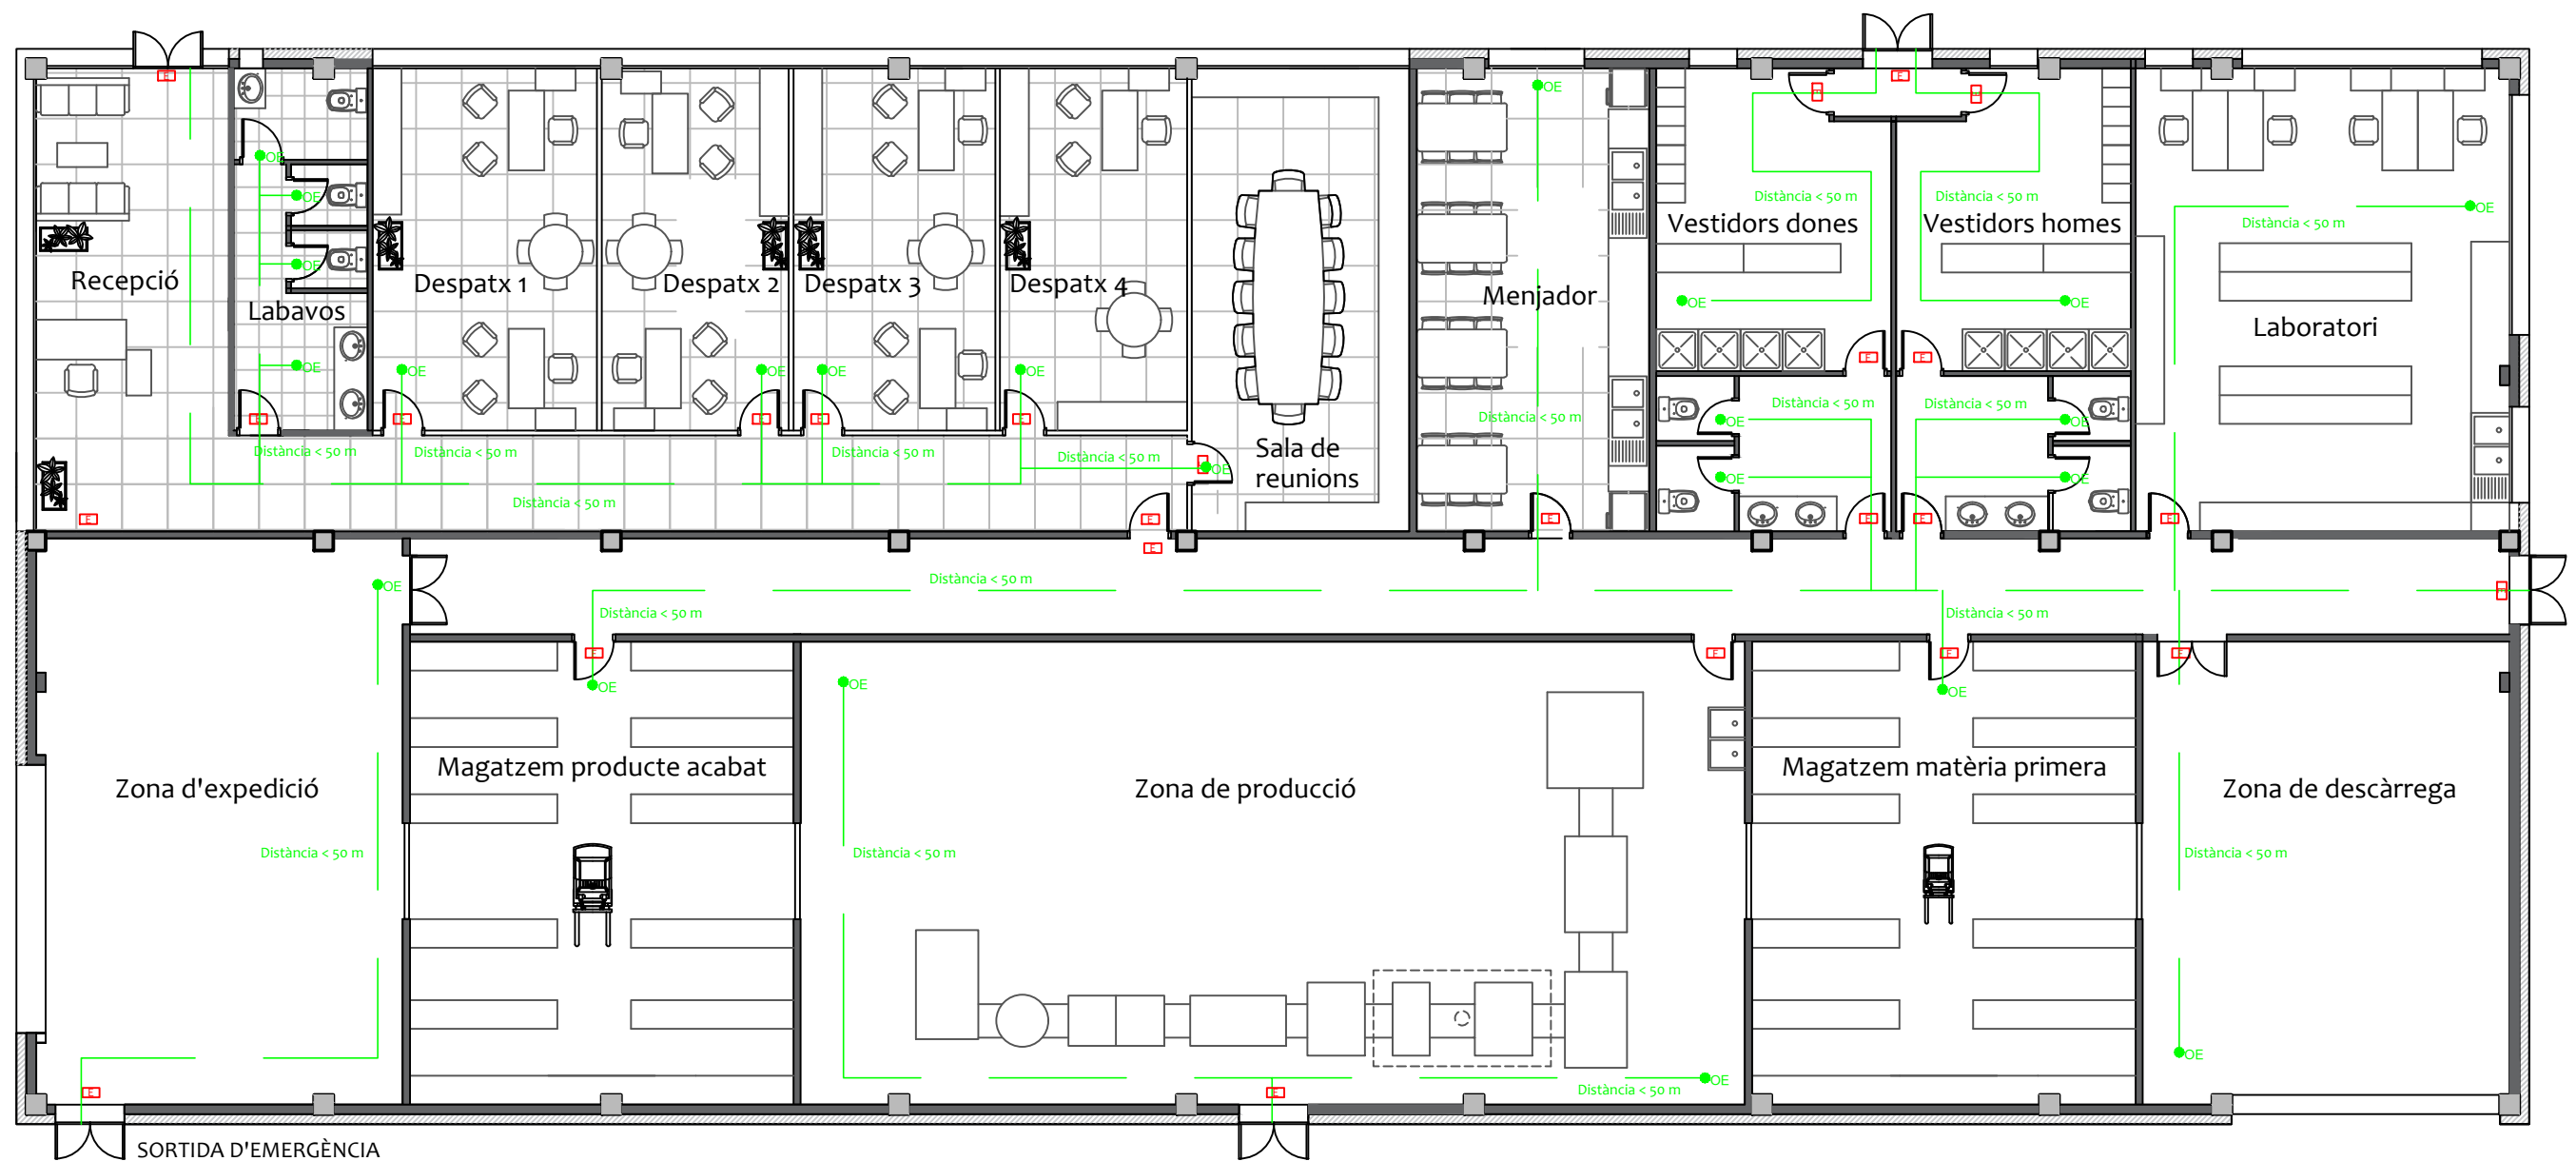 OE
OE
OE
OE
Distància < 50 m
Distància < 50 m
OE
Distància < 50 m
Vestidors dones
Vestidors homes
Recepció
OE
Despatx 1
Despatx 2
Despatx 3
Despatx 4
Menjador
OE
OE
Labavos
Laboratori
OE
OE
OE
OE
OE
Distància < 50 m
Distància < 50 m
Distància < 50 m
OE
OE
Distància < 50 m
Distància < 50 m
Distància < 50 m
Distància < 50 m
Sala de
reunions
OE
OE
OE
Distància < 50 m
Distància < 50 m
OE
Distància < 50 m
Distància < 50 m
OE
OE
OE
Magatzem producte acabat
Magatzem matèria primera
Zona d'expedició
Zona de producció
Zona de descàrrega
Distància < 50 m
Distància < 50 m
Distància < 50 m
OE
OE
Distància < 50 m
SORTIDA D'EMERGÈNCIA